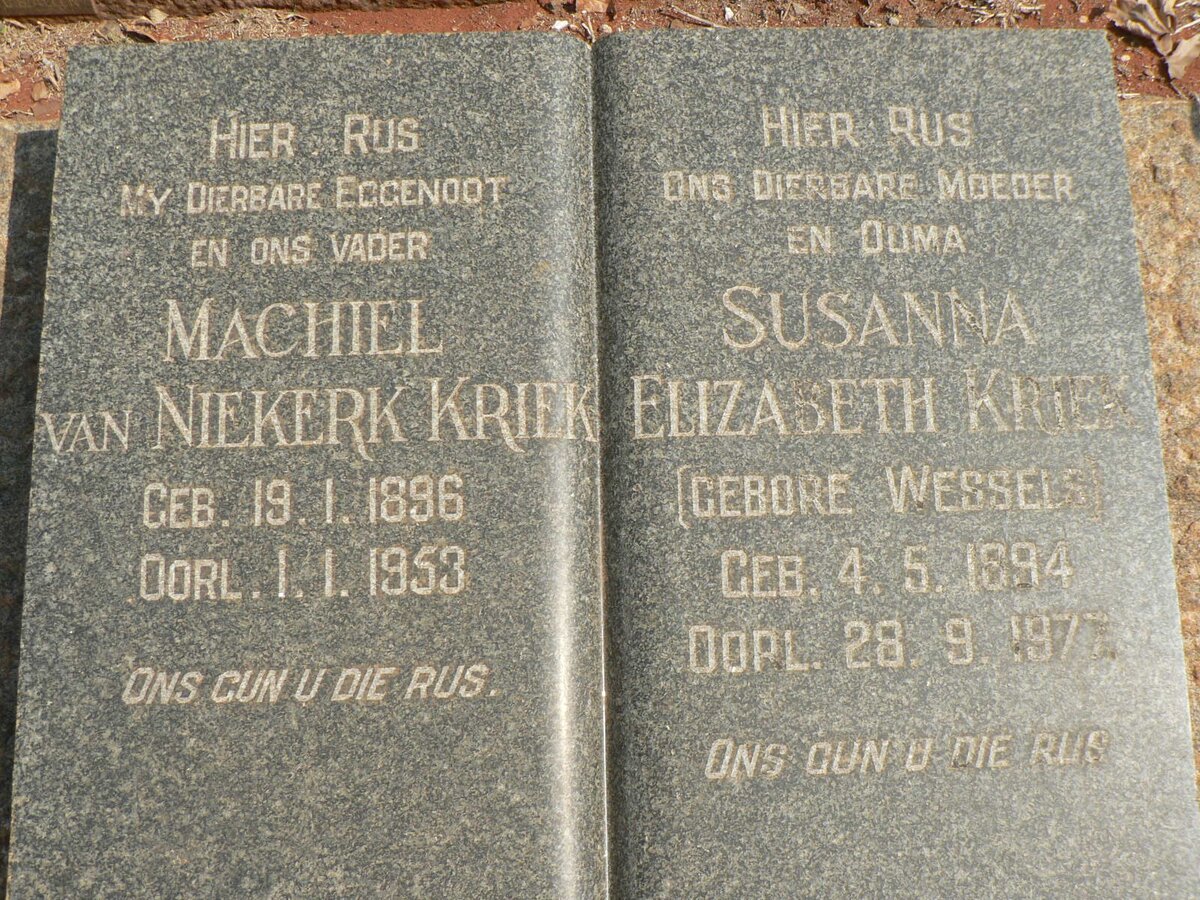 HIER. RUS
MY DIERBARE EGGENOOT
EN ONS VADER
MACHIEL
VAN NIEKERK KRIEK
GEB. 19. 1. 1896
OORL. 1. 1. 1953
ONS GUN U DIE RUS.
HIER RUS
ONS DIERBARE MOEDER
EN OUMA
SUSANNA
ELIZABETH KRIEK
(GEBORE WESSELS)
GEB. 4. 5. 1894
OORL. 28. 9. 1977.
ONS GUN U DIE RUS